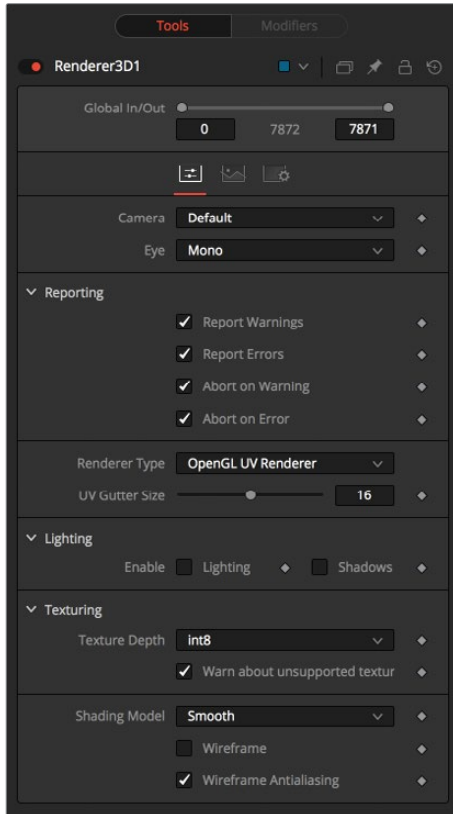 Tools Modifiers
Renderer3D1
Global In/Out
0 7872 7871
Camera Default
Eye Mono
Reporting
Report Warnings
Report Errors
Abort on Warning
Abort on Error
Renderer Type OpenGL UV Renderer
UV Gutter Size 16
Lighting
Enable Lighting Shadows
Texturing
Texture Depth int8
Warn about unsupported textur
Shading Model Smooth
Wireframe
Wireframe Antialiasing